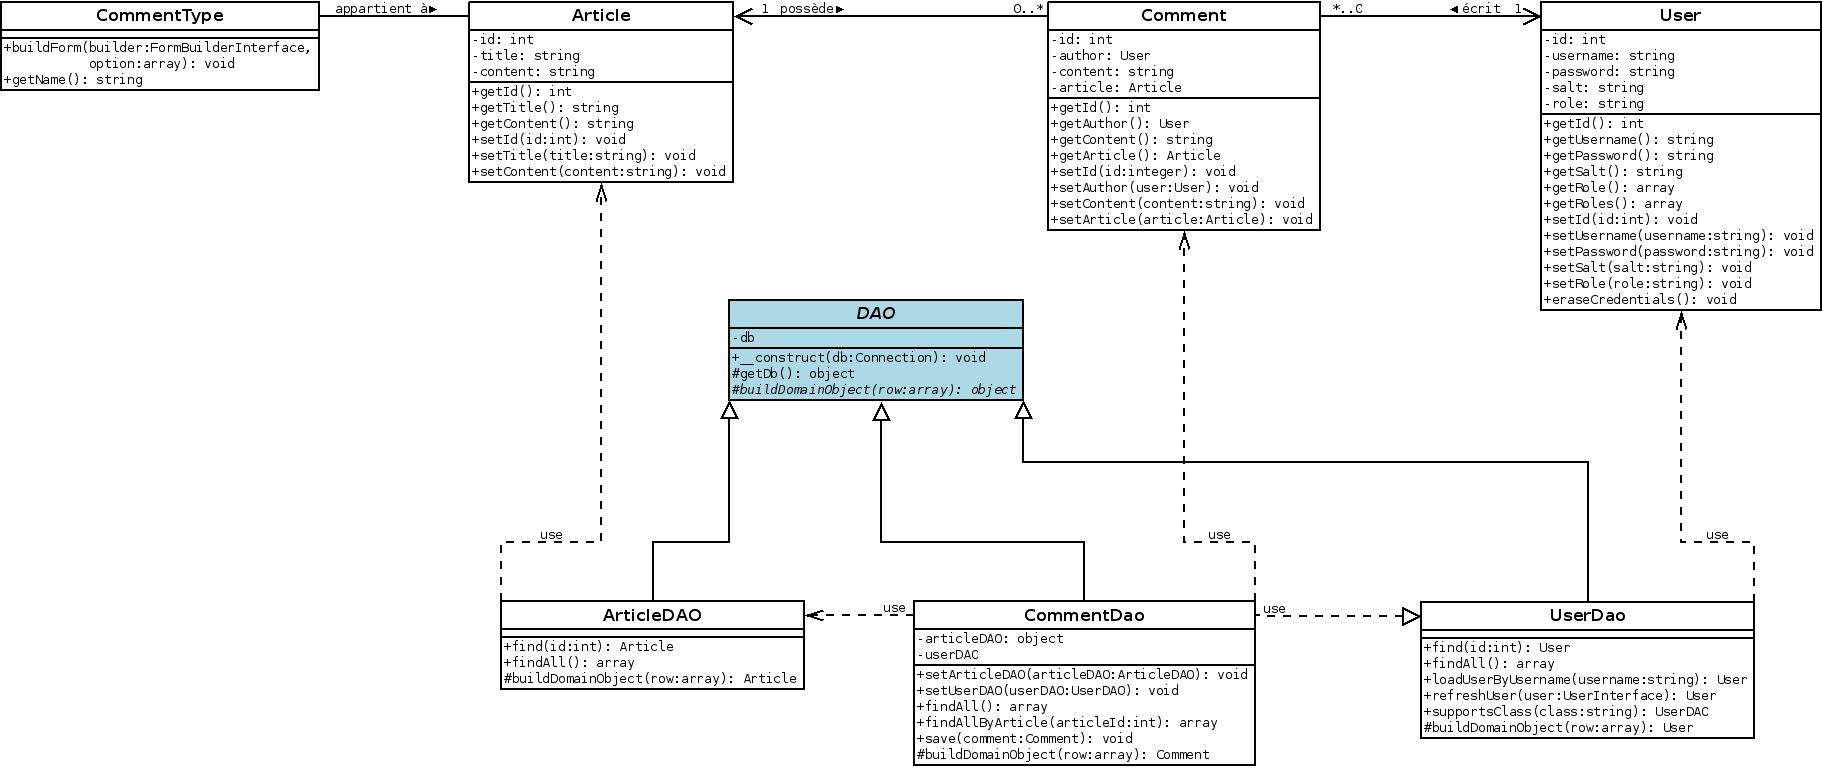 CommentType
+buildForm(builder:FormBuilderInterface,
option:array): void
+getName(): string
appartient à►
Article
-id: int
-title: string
-content: string
+getId(): int
+getTitle(): string
+getContent(): string
+setId(id:int): void
+setTitle(title:string): void
+setContent(content:string): void
1 possède► 0..*
Comment
-id: int
-author: User
-content: string
-article: Article
+getId(): int
+getAuthor(): User
+getContent(): string
+getArticle(): Article
+setId(id:integer): void
+setAuthor(user:User): void
+setContent(content:string): void
+setArticle(article:Article): void
*..0 ◄écrit 1
User
-id: int
-username: string
-password: string
-salt: string
-role: string
+getId(): int
+getUsername(): string
+getPassword(): string
+getSalt(): string
+getRole(): array
+getRoles(): array
+setId(id:int): void
+setUsername(username:string): void
+setPassword(password:string): void
+setSalt(salt:string): void
+setRole(role:string): void
+eraseCredentials(): void
DAO
-db
+__construct(db:Connection): void
#getDb(): object
#buildDomainObject(row:array): object
use
use
use
ArticleDAO
+find(id:int): Article
+findAll(): array
#buildDomainObject(row:array): Article
use
CommentDao
-articleDAO: object
-userDAO
+setArticleDAO(articleDAO:ArticleDAO): void
+setUserDAO(userDAO:UserDAO): void
+findAll(): array
+findAllByArticle(articleId:int): array
+save(comment:Comment): void
#buildDomainObject(row:array): Comment
use
UserDao
+find(id:int): User
+findAll(): array
+loadUserByUsername(username:string): User
+refreshUser(user:UserInterface): User
+supportsClass(class:string): UserDAO
#buildDomainObject(row:array): User